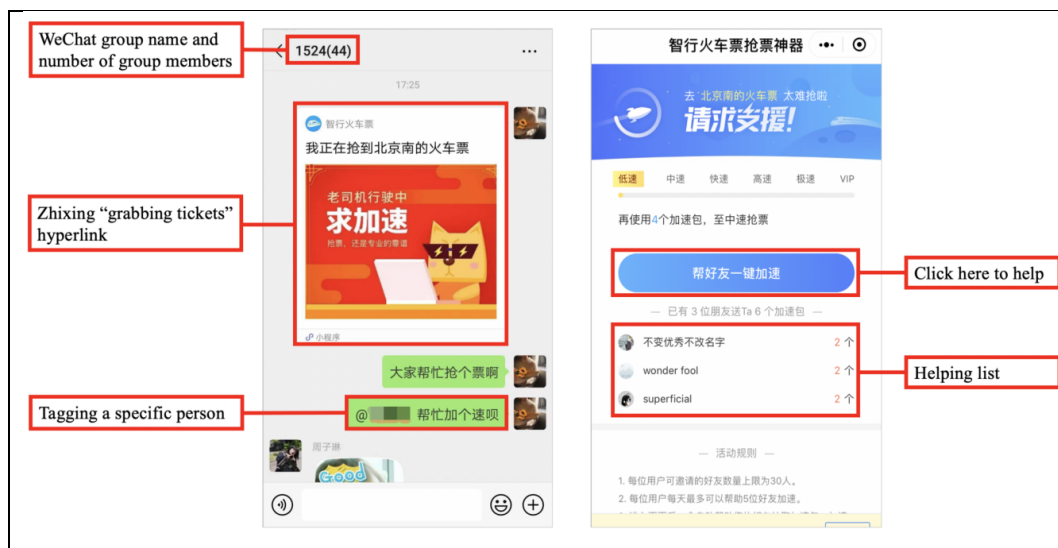 WeChat group name and
number of group members
1524(44)
17:25
智行火车票
我正在抢到北京南的火车票
老司机行驶中
求加速
抢票，还是专业的靠谱
小程序
Zhixing “grabbing tickets”
hyperlink
大家帮忙抢个票啊
Tagging a specific person
@ 帮忙加个速呗
周子琳
Good
智行火车票抢票神器
去“北京南的火车票”太难抢啦
请求支援!
低速 中速 快速 高速 极速 VIP
再使用4个加速包，至中速抢票
帮好友一键加速
Click here to help
— 已有 3 位朋友送Ta 6 个加速包 —
不变优秀不改名字 2 个
wonder fool 2 个
superficial 2 个
Helping list
— 活动规则 —
1. 每位用户可邀请的好友数量上限为30人。
2. 每位用户每天最多可以帮助5位好友加速。